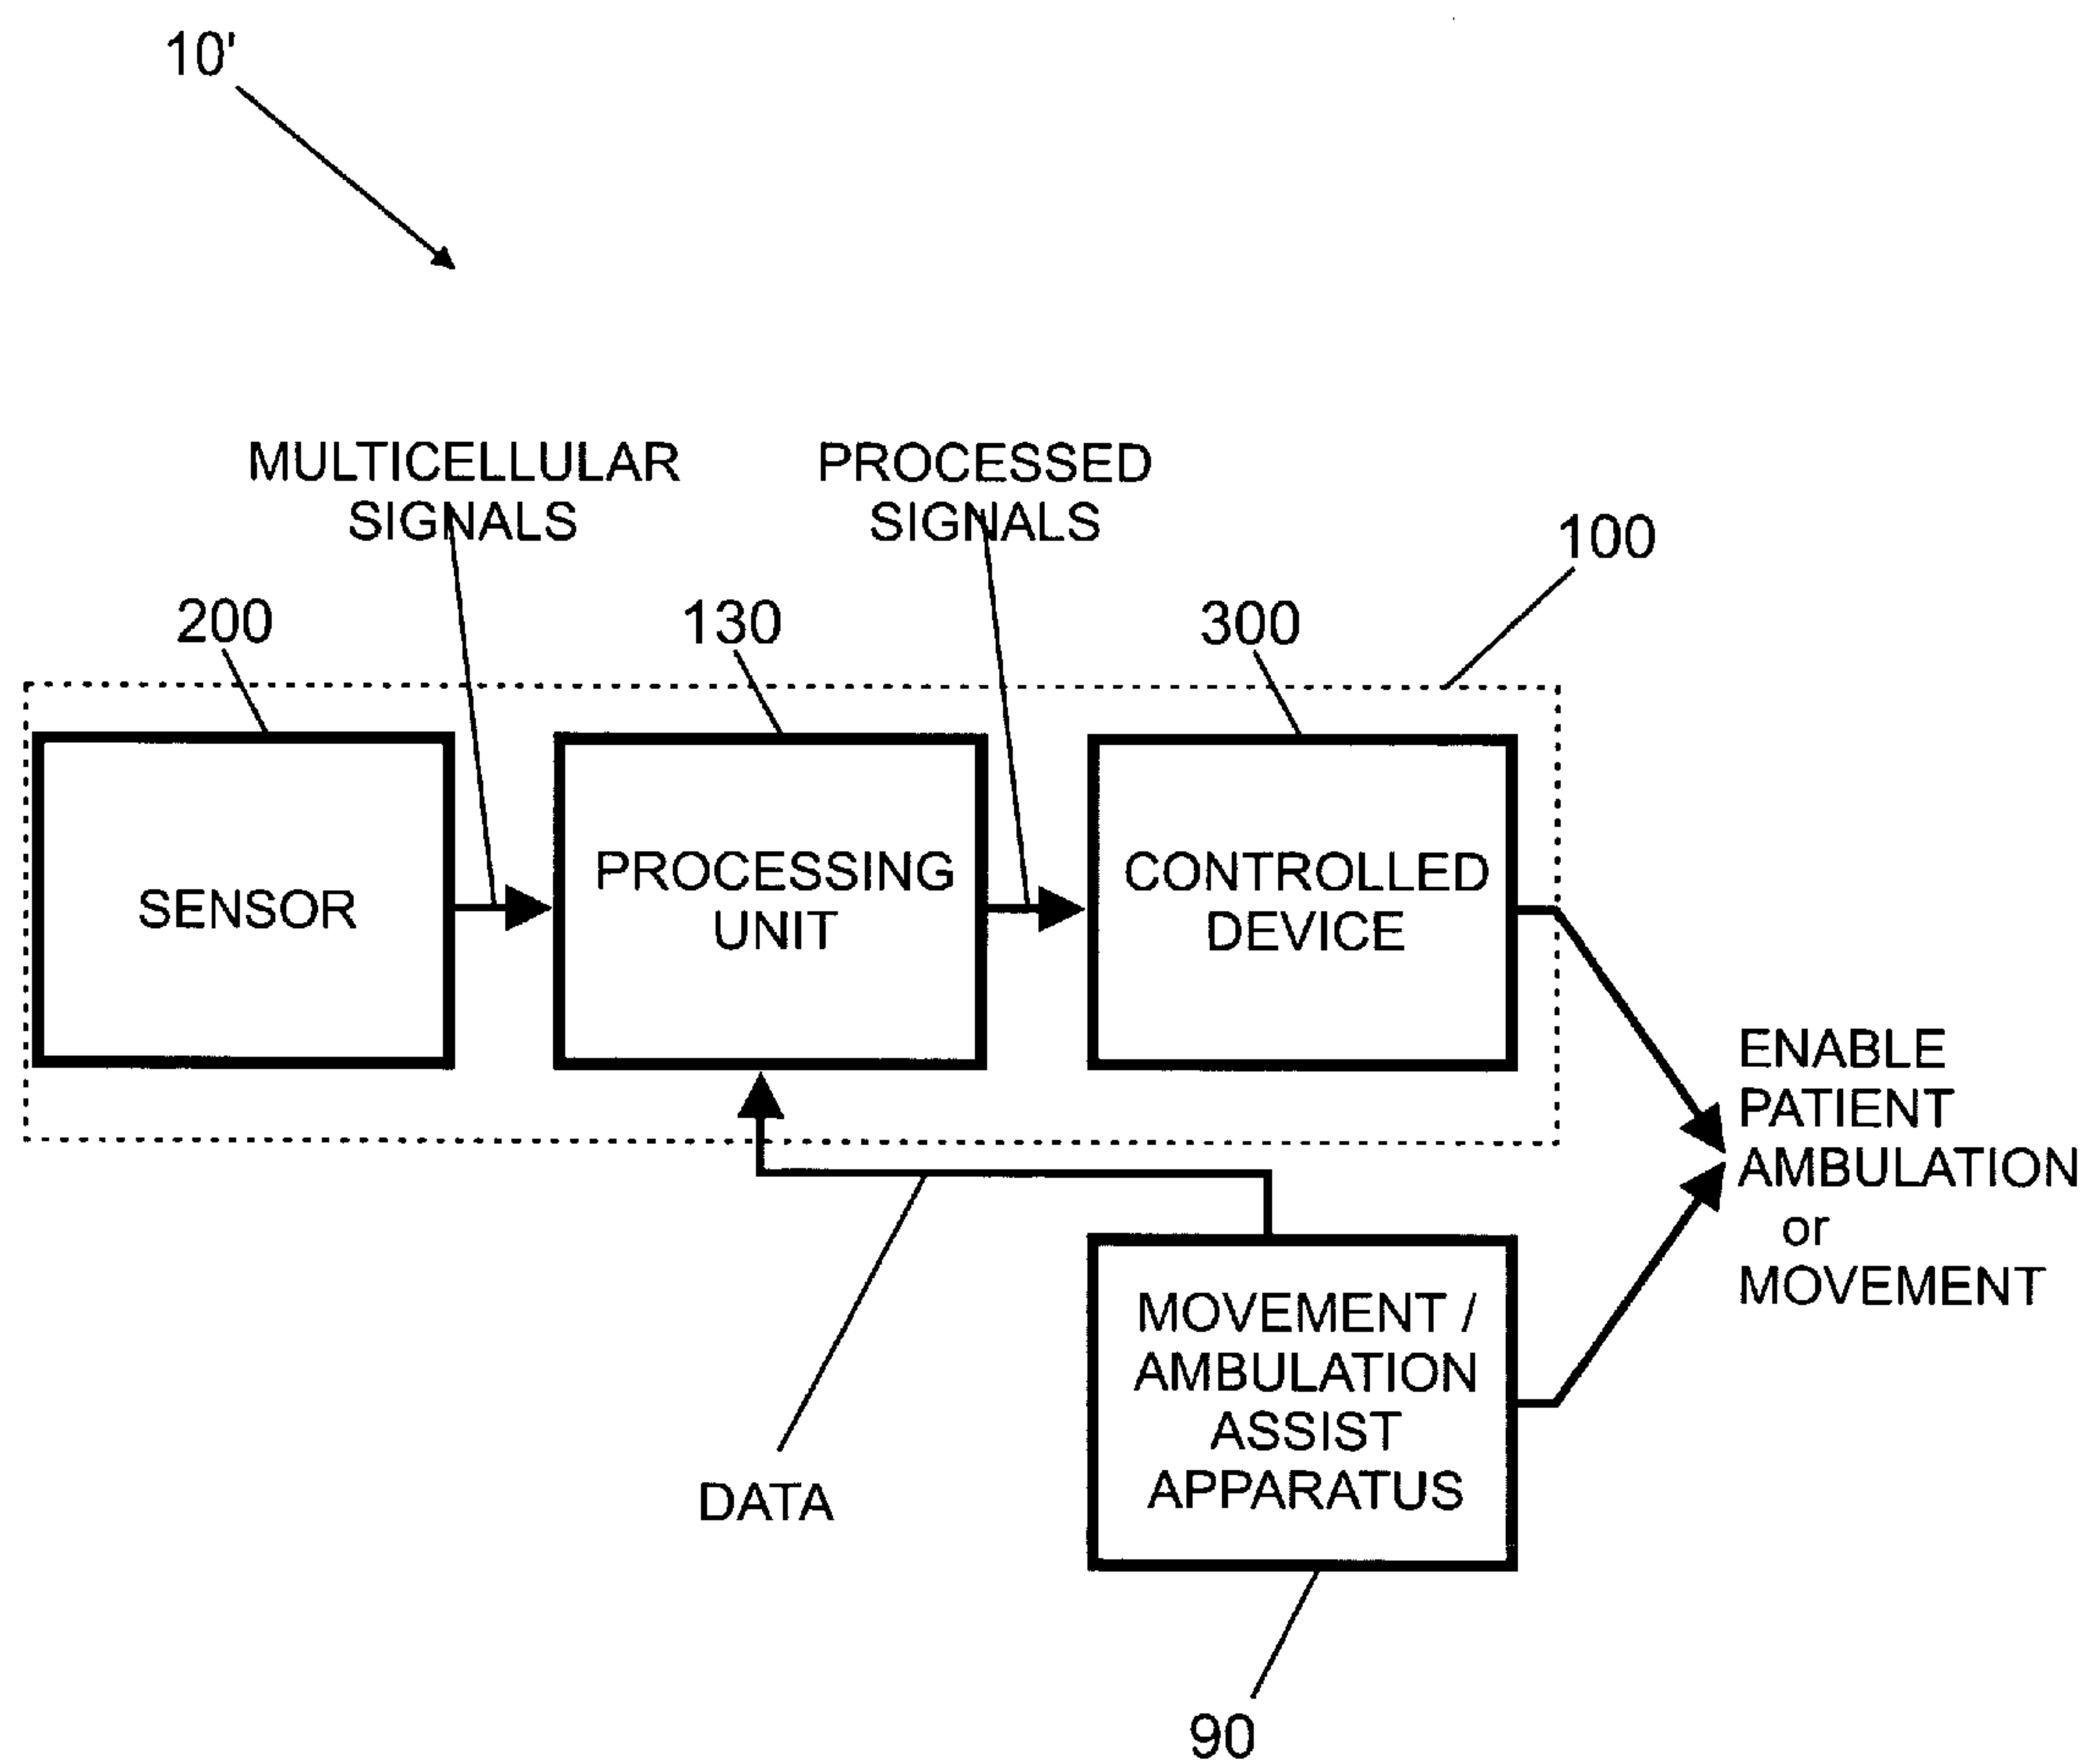 10'
MULTICELLULAR
SIGNALS
PROCESSED
SIGNALS
100
200
130
300
SENSOR
PROCESSING
UNIT
CONTROLLED
DEVICE
ENABLE
PATIENT
AMBULATION
or
MOVEMENT
MOVEMENT /
AMBULATION
ASSIST
APPARATUS
DATA
90